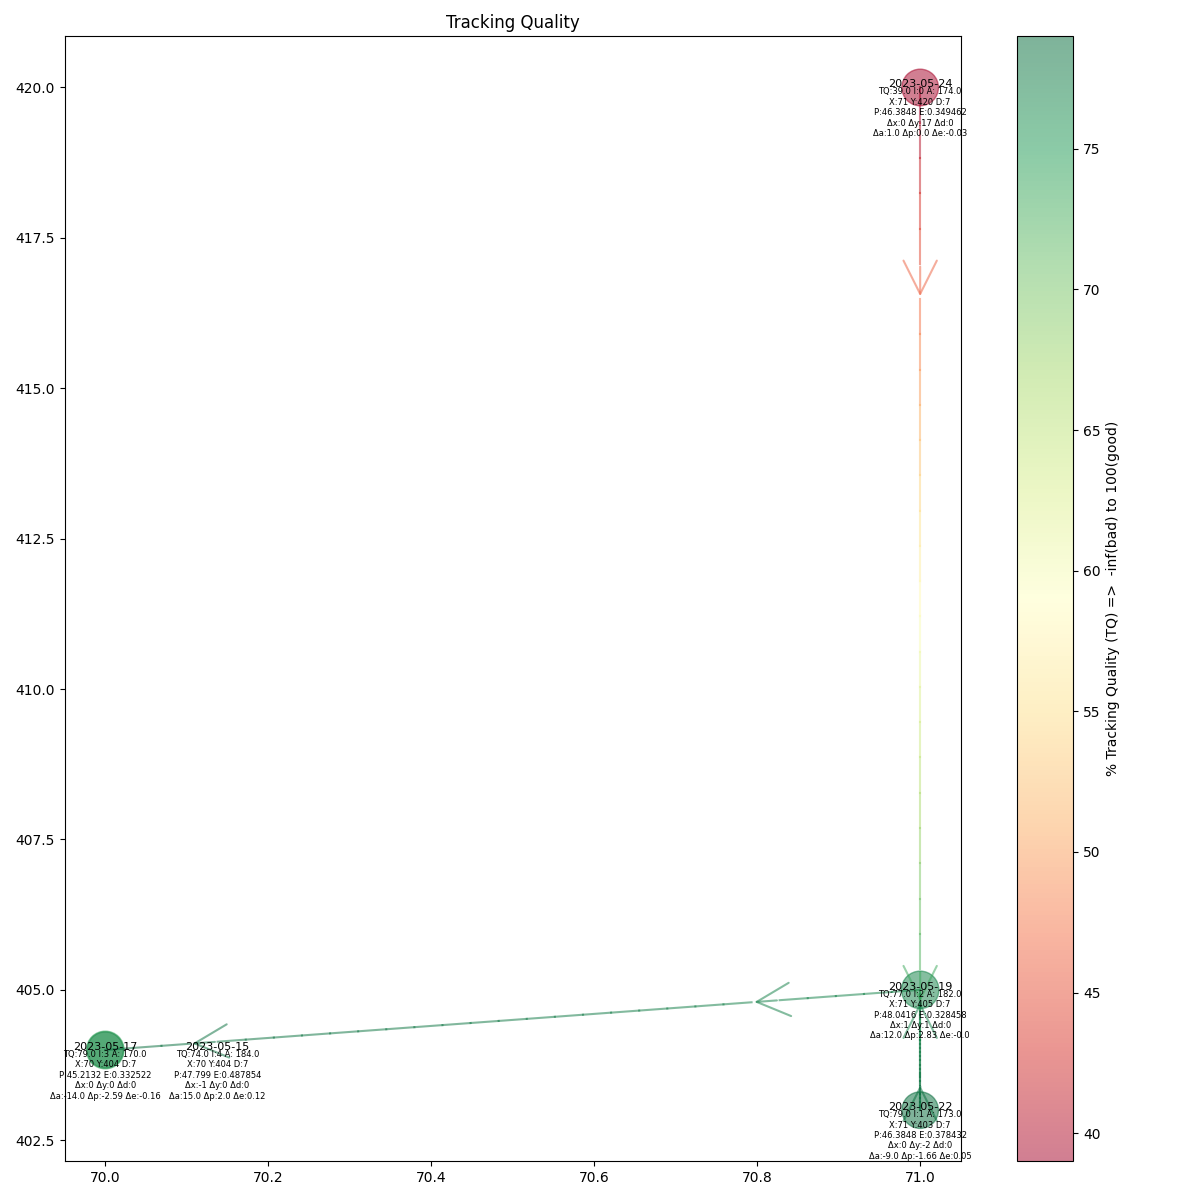 Tracking Quality
420.0
417.5
415.0
412.5
410.0
407.5
405.0
402.5
70.0
70.2
70.4
70.6
70.8
71.0
2023-05-24
TQ:39.0 I:0 A: 174.0
X:71 Y:420 D:7
P:46.3848 E:0.349462
Δx:0 Δy:17 Δd:0
Δa:1.0 Δp:0.0 Δe:-0.03
2023-05-19
TQ:77.0 I:2 A: 182.0
X:71 Y:405 D:7
P:48.0416 E:0.328458
Δx:1 Δy:1 Δd:0
Δa:12.0 Δp:2.83 Δe:-0.0
2023-05-17
TQ:79.0 I:3 A: 170.0
X:70 Y:404 D:7
P:45.2132 E:0.332522
Δx:0 Δy:0 Δd:0
Δa:-14.0 Δp:-2.59 Δe:-0.16
2023-05-15
TQ:74.0 I:4 A: 184.0
X:70 Y:404 D:7
P:47.799 E:0.487854
Δx:-1 Δy:0 Δd:0
Δa:15.0 Δp:2.0 Δe:0.12
2023-05-22
TQ:79.0 I:1 A: 173.0
X:71 Y:403 D:7
P:46.3848 E:0.378432
Δx:0 Δy:-2 Δd:0
Δa:-9.0 Δp:-1.66 Δe:0.05
75
70
65
60
55
50
45
40
% Tracking Quality (TQ) => -inf(bad) to 100(good)